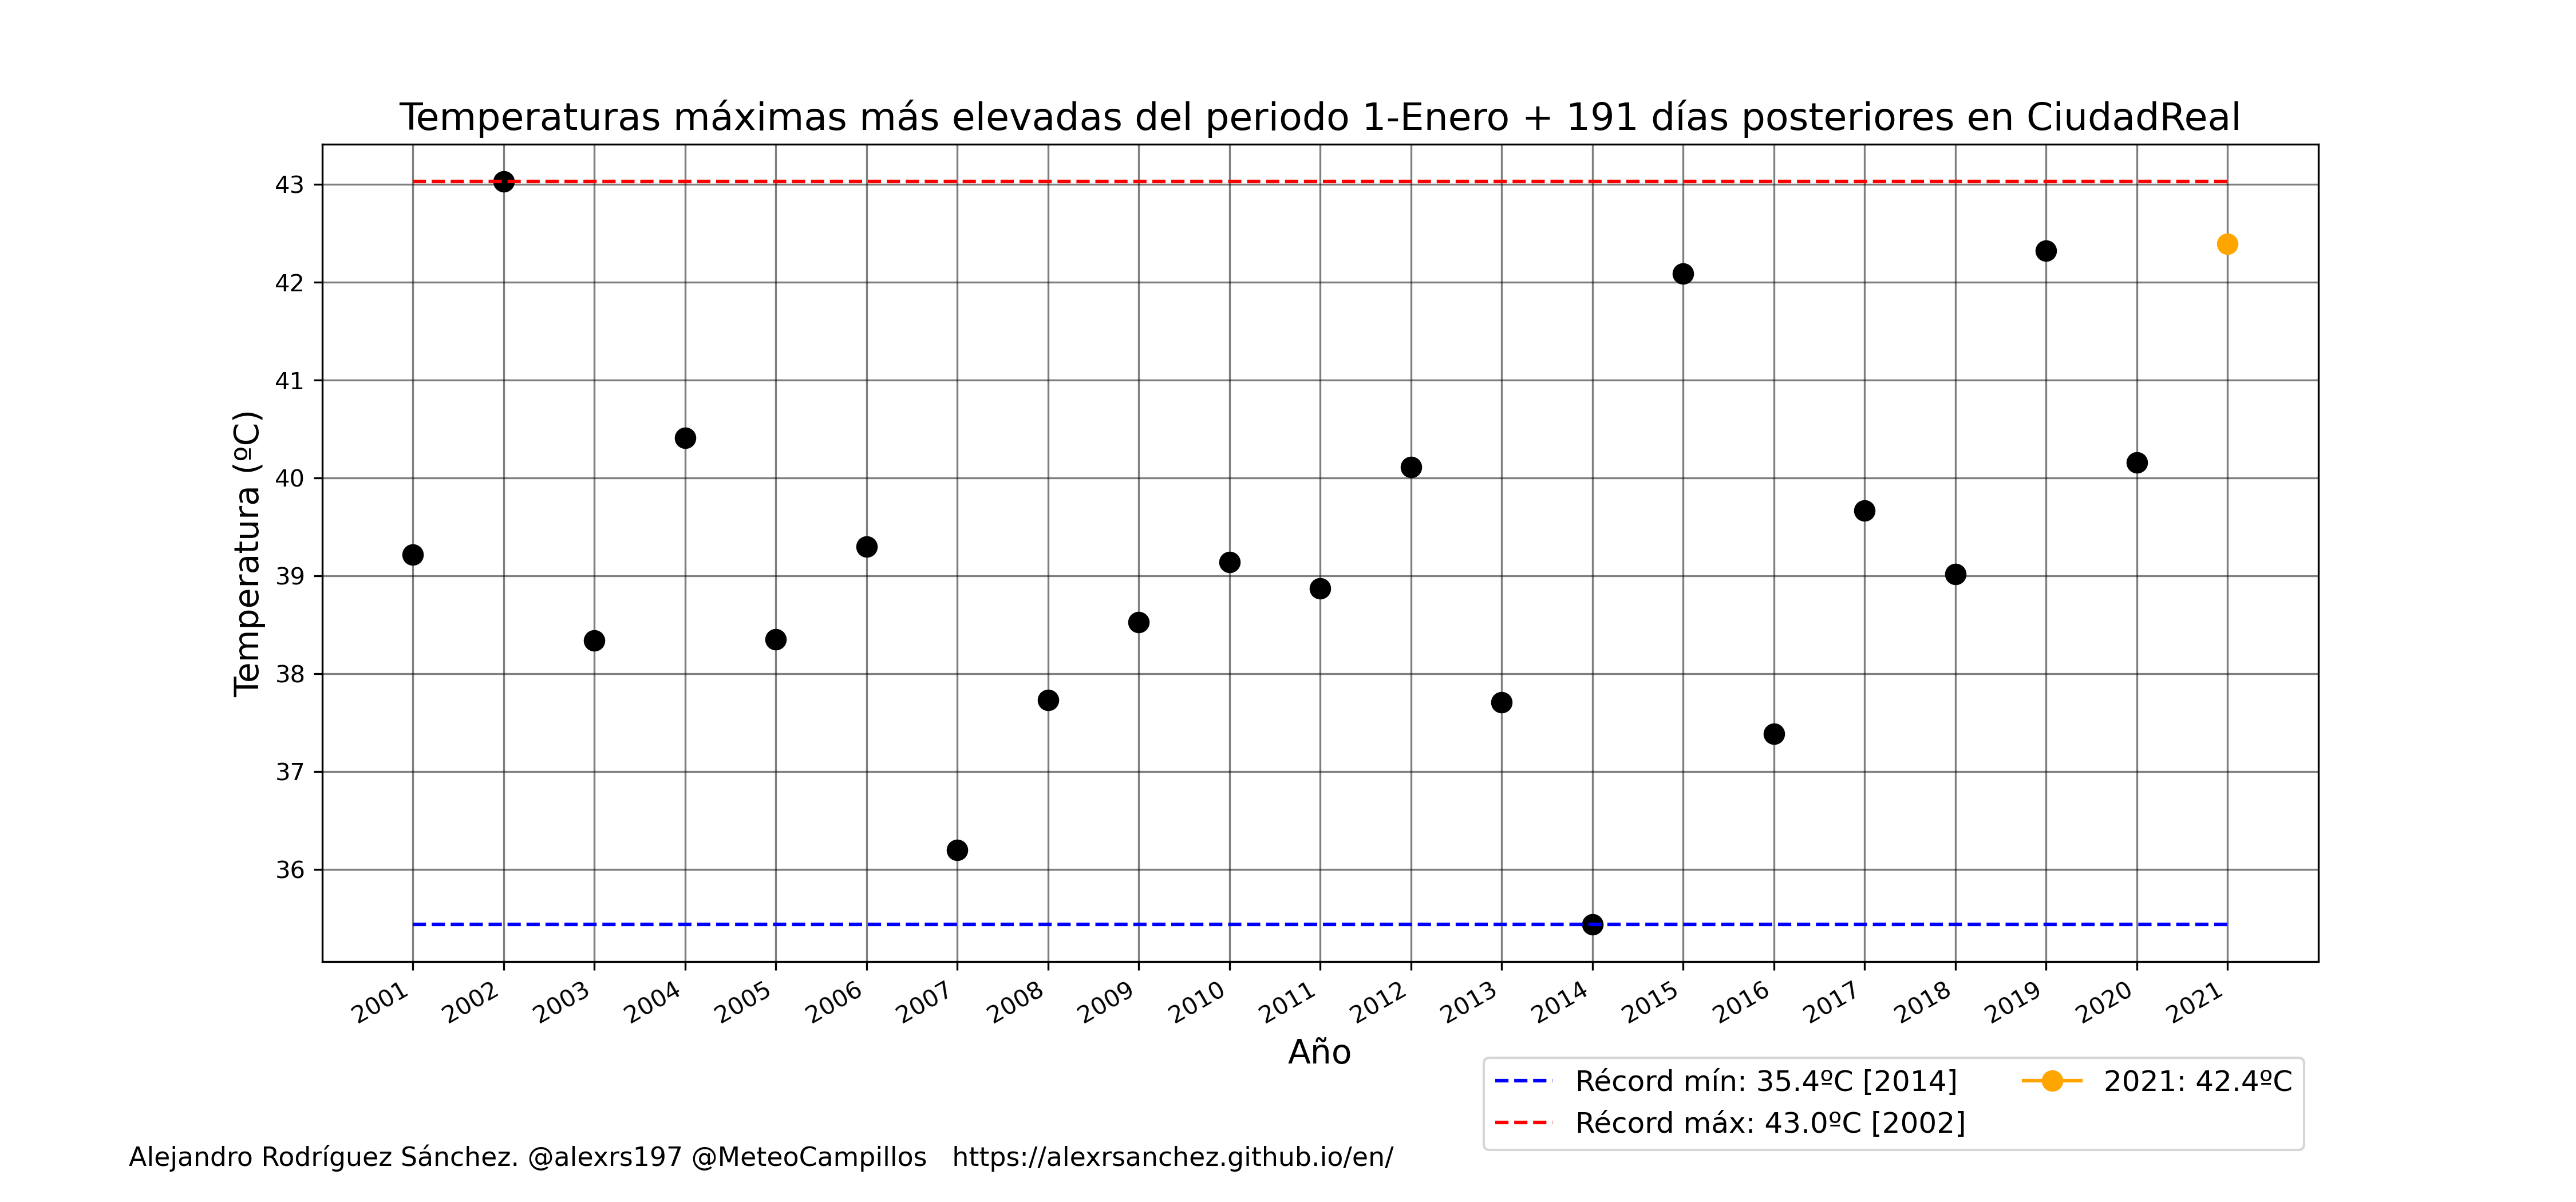 Temperaturas máximas más elevadas del periodo 1-Enero + 191 días posteriores en CiudadReal
Temperatura (ºC)
43
42
41
40
39
38
37
36
2001 2002 2003 2004 2005 2006 2007 2008 2009 2010 2011 2012 2013 2014 2015 2016 2017 2018 2019 2020 2021
Año
Récord mín: 35.4ºC [2014]
Récord máx: 43.0ºC [2002]
2021: 42.4ºC
Alejandro Rodríguez Sánchez. @alexrs197 @MeteoCampillos https://alexrsanchez.github.io/en/